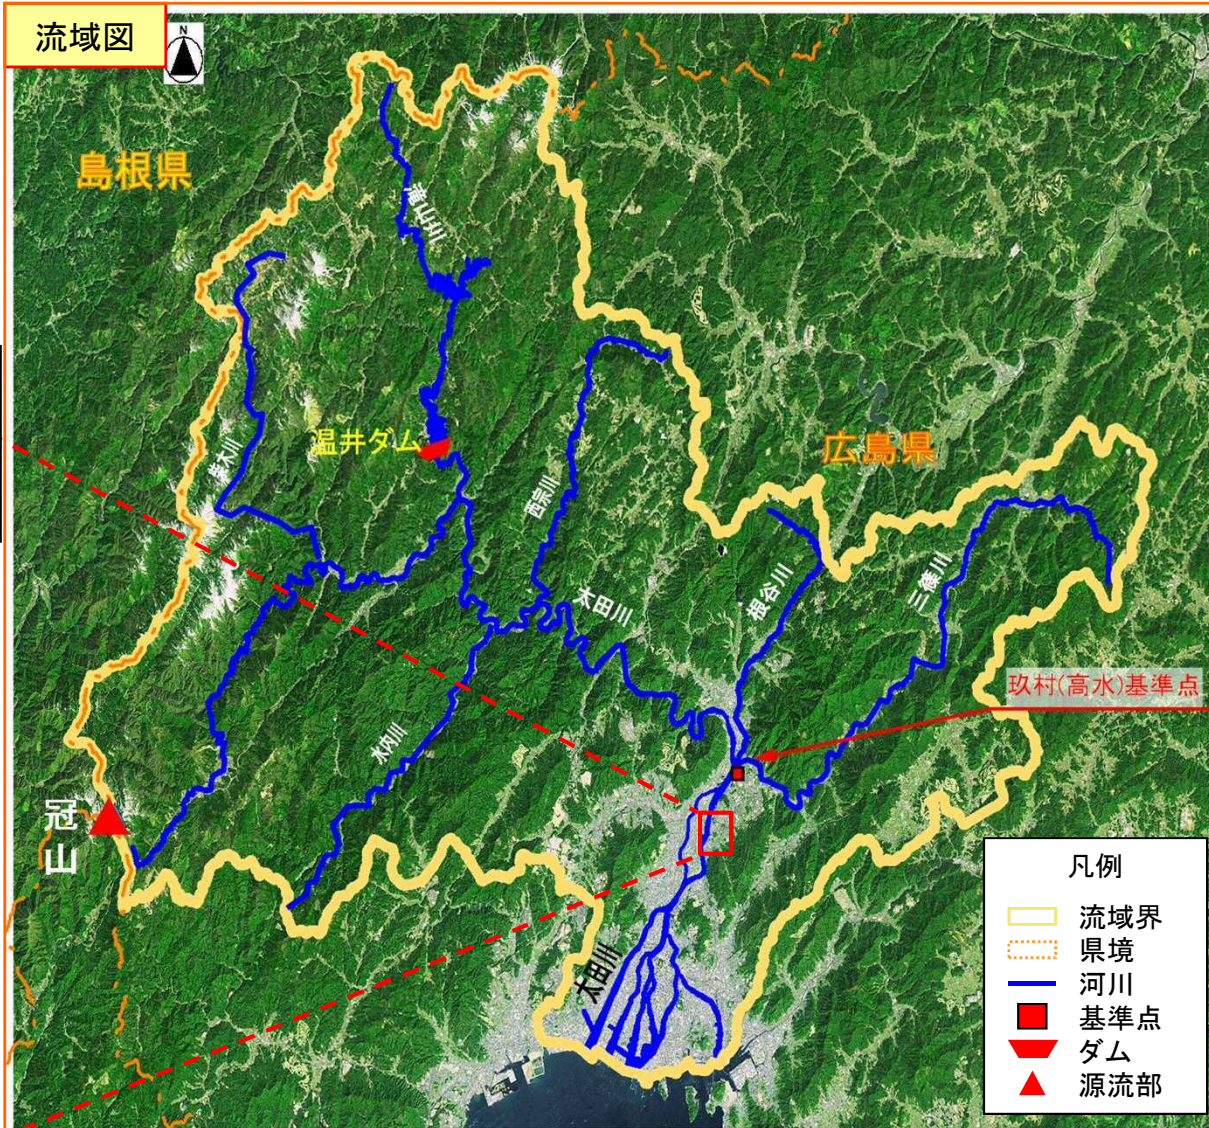 流域図
N
島根県
滝山川
温井ダム
柴木川
西宗川
広島県
太田川
根谷川
三篠川
玖村(高水)基準点
水内川
冠
山
太田川
凡例
流域界
県境
河川
基準点
ダム
源流部